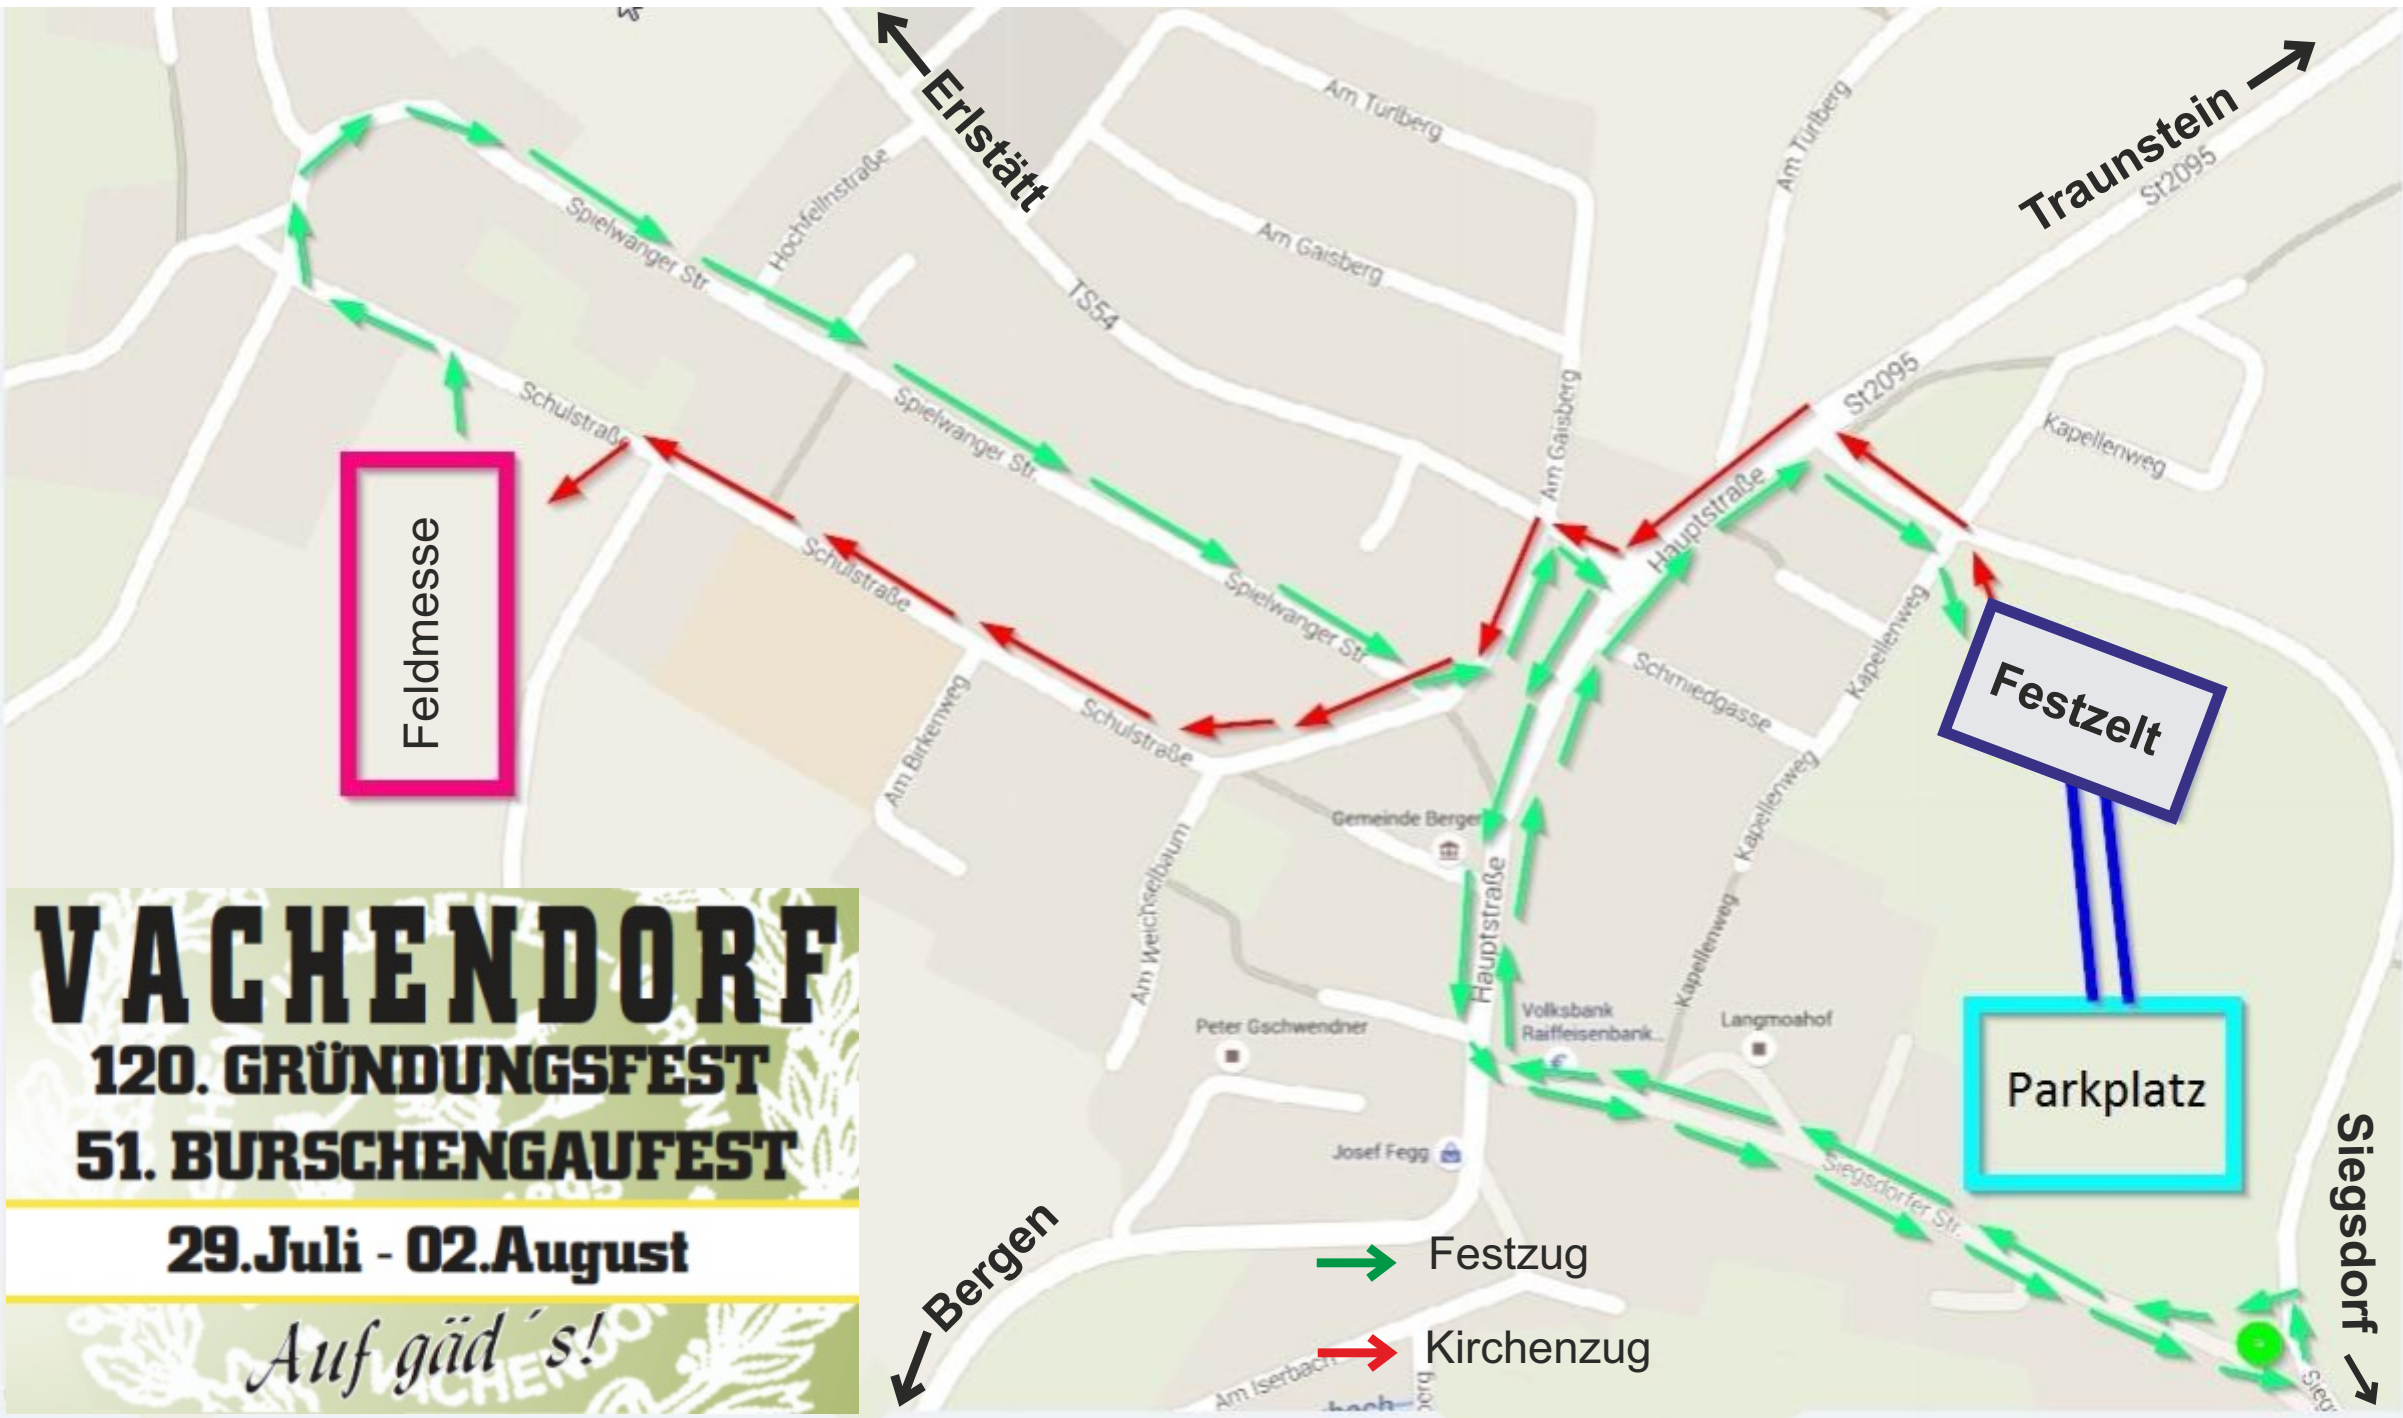 Erlstätt
Traunstein
St2095
Am Turlberg
Am Turlberg
Hochfellnstraße
Am Gaisberg
Spielwanger Str
TS54
St2095
Schulstraße
Spielwanger Str.
Am Gaisberg
Kapellenweg
Hauptstraße
Feldmesse
Schulstraße
Spielwanger Str
Schmiedgasse
Kapellenweg
Festzelt
Am Birkenweg
Schulstraße
Gemeinde Bergen
Kapellenweg
Am Weichselbaum
Hauptstraße
Kapellenweg
Peter Gschwendner
Volksbank
Raiffeisenbank...
Langmoahof
Parkplatz
Josef Fegg
Siegsdorfer Str.
Siegsdorf
Bergen
Festzug
Kirchenzug
Am Iserbach
VACHENDORF
120. GRÜNDUNGSFEST
51. BURSCHENGAUFEST
29.Juli - 02.August
Auf gäd´s!